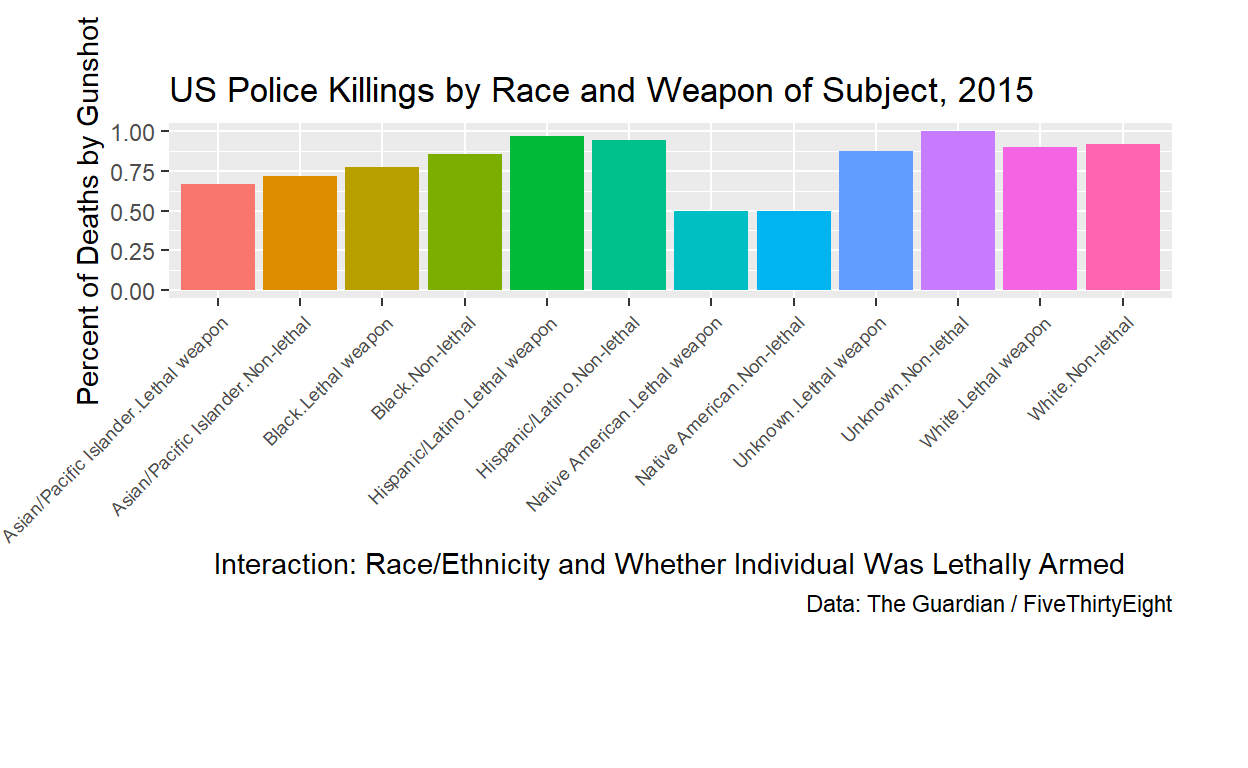 US Police Killings by Race and Weapon of Subject, 2015
Percent of Deaths by Gunshot
1.00
0.75
0.50
0.25
0.00
Asian/Pacific Islander.Lethal weapon
Asian/Pacific Islander.Non-lethal
Black.Lethal weapon
Black.Non-lethal
Hispanic/Latino.Lethal weapon
Hispanic/Latino.Non-lethal
Native American.Lethal weapon
Native American.Non-lethal
Unknown.Lethal weapon
Unknown.Non-lethal
White.Lethal weapon
White.Non-lethal
Interaction: Race/Ethnicity and Whether Individual Was Lethally Armed
Data: The Guardian / FiveThirtyEight